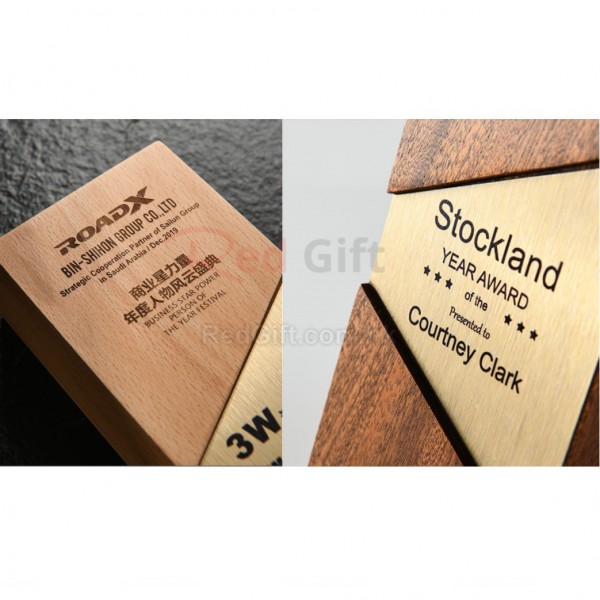 ROADX
BIN-SHIHON GROUP CO.,LTD
Strategic Cooperation Partner of Sailun Group
in Saudi Arabia / Dec.2019
商业星力量
年度人物风云盛典
BUSINESS STAR POWER
PERSON OF
THE YEAR FESTIVAL
3W
Stockland
YEAR AWARD
of the
Presented to
Courtney Clark
Red Gift
RedGift.com